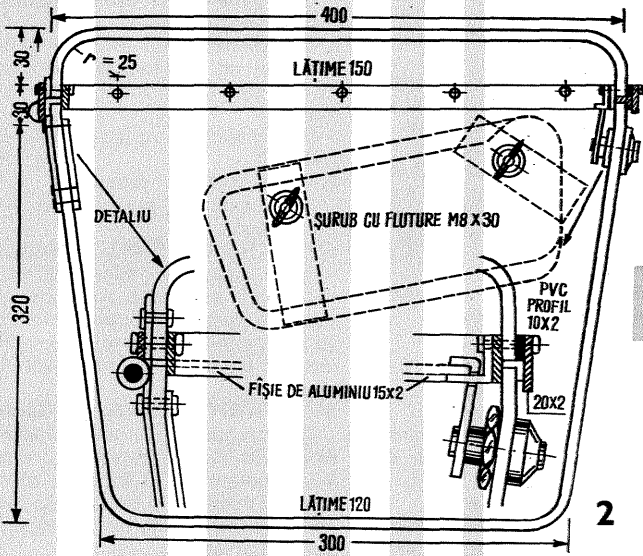 400
30
r = 25
LĂȚIME 150
30
DETALIU
ȘURUB CU FLUTURE M8 X 30
320
PVC
PROFIL
10X2
FÎȘIE DE ALUMINIU 15x2
20X2
LĂȚIME 120
300
2